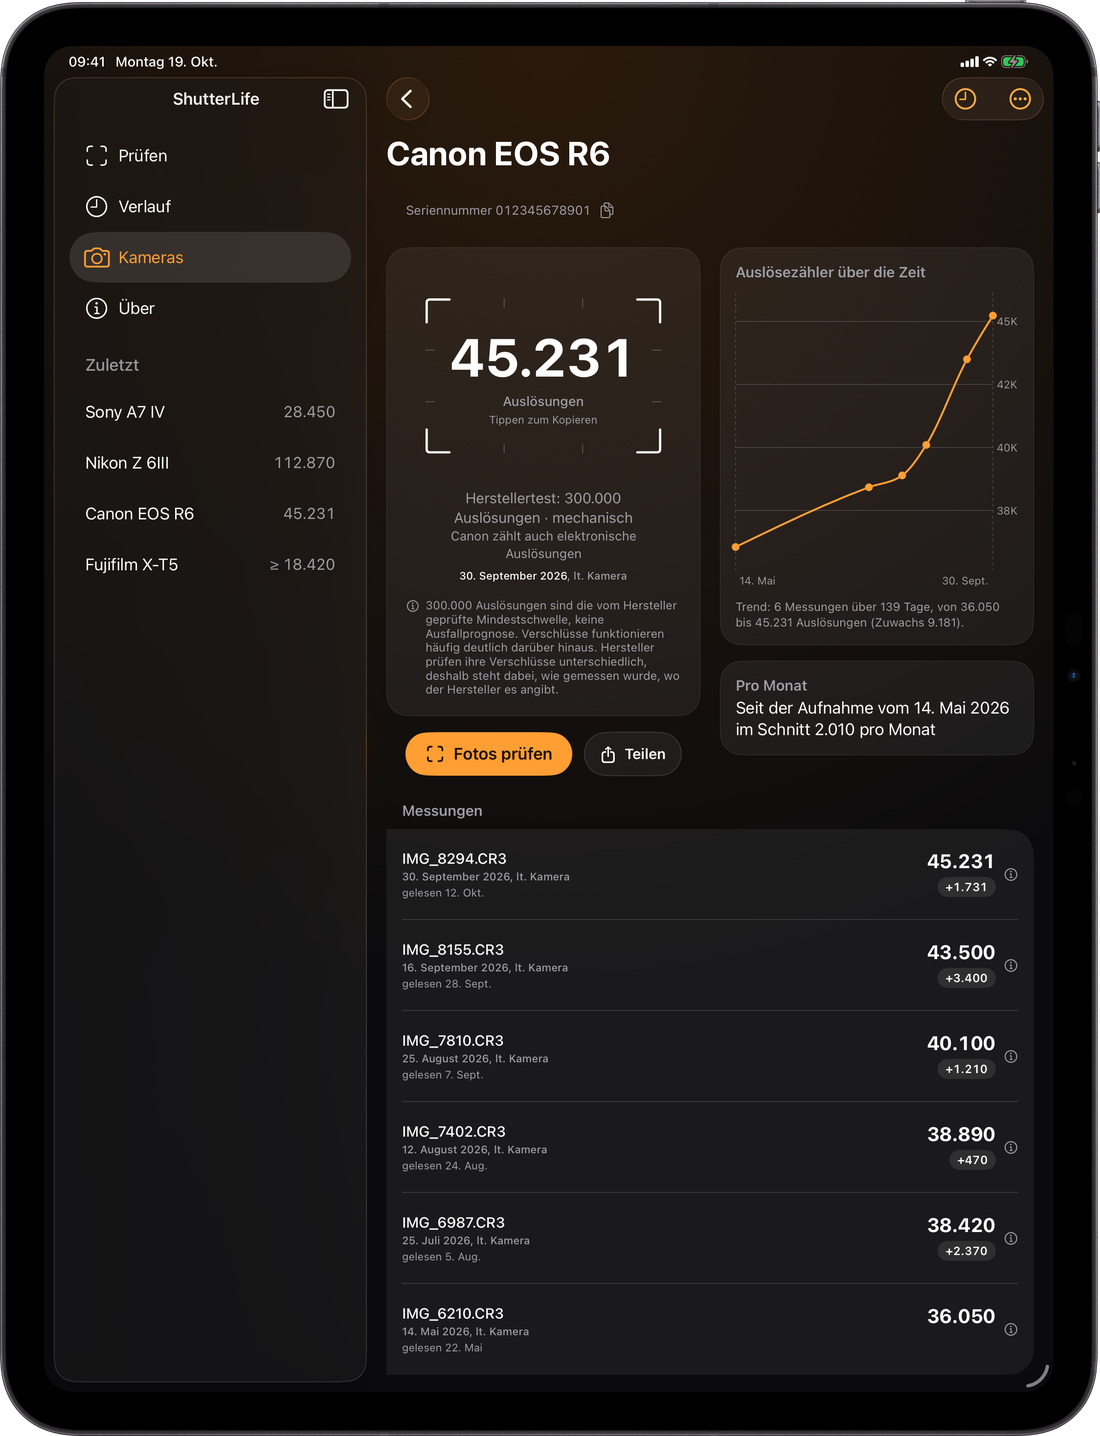 09:41 Montag 19. Okt.
ShutterLife
Prüfen
Verlauf
Kameras
Über
Zuletzt
Sony A7 IV 28.450
Nikon Z 6III 112.870
Canon EOS R6 45.231
Fujifilm X-T5 ≥ 18.420
Canon EOS R6
Seriennummer 012345678901
45.231
Auslösungen
Tippen zum Kopieren
Herstellertest: 300.000
Auslösungen · mechanisch
Canon zählt auch elektronische
Auslösungen
30. September 2026, lt. Kamera
300.000 Auslösungen sind die vom Hersteller
geprüfte Mindestschwelle, keine
Ausfallprognose. Verschlüsse funktionieren
häufig deutlich darüber hinaus. Hersteller
prüfen ihre Verschlüsse unterschiedlich,
deshalb steht dabei, wie gemessen wurde, wo
der Hersteller es angibt.
Fotos prüfen
Teilen
Auslösezähler über die Zeit
45K
42K
40K
38K
14. Mai 30. Sept.
Trend: 6 Messungen über 139 Tage, von 36.050
bis 45.231 Auslösungen (Zuwachs 9.181).
Pro Monat
Seit der Aufnahme vom 14. Mai 2026
im Schnitt 2.010 pro Monat
Messungen
IMG_8294.CR3
30. September 2026, lt. Kamera
gelesen 12. Okt.
45.231
+1.731
IMG_8155.CR3
16. September 2026, lt. Kamera
gelesen 28. Sept.
43.500
+3.400
IMG_7810.CR3
25. August 2026, lt. Kamera
gelesen 7. Sept.
40.100
+1.210
IMG_7402.CR3
12. August 2026, lt. Kamera
gelesen 24. Aug.
38.890
+470
IMG_6987.CR3
25. Juli 2026, lt. Kamera
gelesen 5. Aug.
38.420
+2.370
IMG_6210.CR3
14. Mai 2026, lt. Kamera
gelesen 22. Mai
36.050